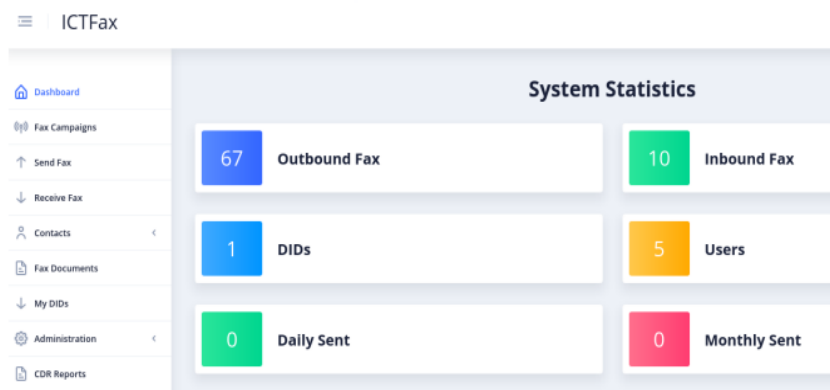 ICTFax
Dashboard
Fax Campaigns
Send Fax
Receive Fax
Contacts
Fax Documents
My DIDs
Administration
CDR Reports
System Statistics
67 Outbound Fax
10 Inbound Fax
1 DIDs
5 Users
0 Daily Sent
0 Monthly Sent